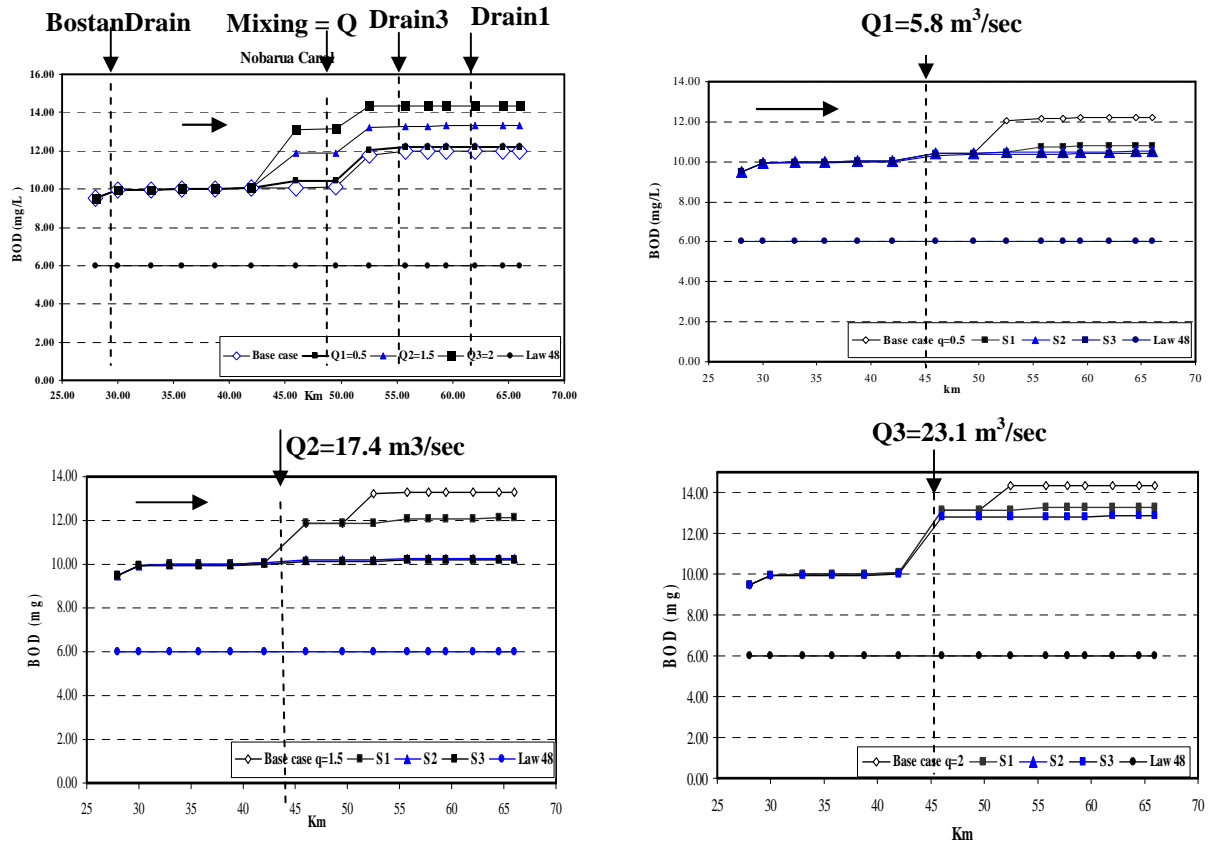 BostanDrain Mixing = Q Drain3 Drain1
Nobarua Canal
16.00
14.00
12.00
10.00
8.00
6.00
4.00
2.00
0.00
BOD (mg/L)
Base case Q1=0.5 Q2=1.5 Q3=2 Law 48
25.00 30.00 35.00 40.00 45.00 50.00 55.00 60.00 65.00 70.00
Km
Q1=5.8 m³/sec
14.00
12.00
10.00
8.00
6.00
4.00
2.00
0.00
BOD (mg/L)
Base case q=0.5 S1 S2 S3 Law 48
25 30 35 40 45 50 55 60 65 70
km
Q2=17.4 m3/sec
14.00
12.00
10.00
8.00
6.00
4.00
2.00
0.00
BOD (mg)
Base case q=1.5 S1 S2 S3 Law 48
25 30 35 40 45 50 55 60 65 70
Km
Q3=23.1 m³/sec
14.00
12.00
10.00
8.00
6.00
4.00
2.00
0.00
BOD (mg)
Base case q=2 S1 S2 S3 Law 48
25 30 35 40 45 50 55 60 65 70
Km